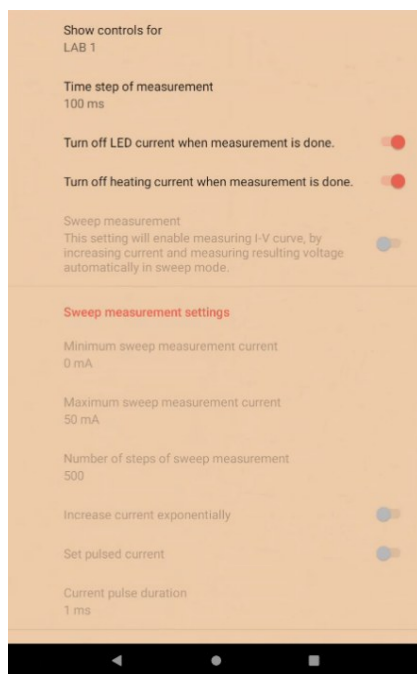 Show controls for
LAB 1
Time step of measurement
100 ms
Turn off LED current when measurement is done.
Turn off heating current when measurement is done.
Sweep measurement
This setting will enable measuring I-V curve, by
increasing current and measuring resulting voltage
automatically in sweep mode.
Sweep measurement settings
Minimum sweep measurement current
0 mA
Maximum sweep measurement current
50 mA
Number of steps of sweep measurement
500
Increase current exponentially
Set pulsed current
Current pulse duration
1 ms